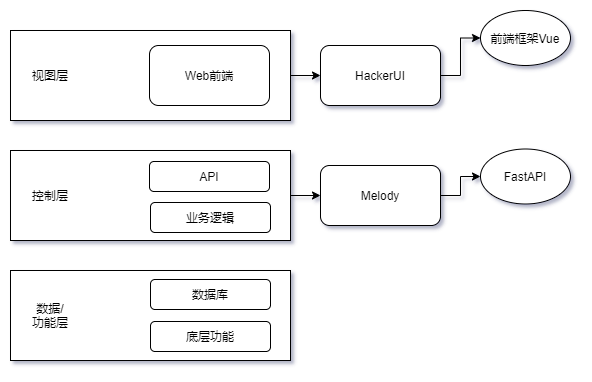 视图层
Web前端
HackerUI
前端框架Vue
控制层
API
业务逻辑
Melody
FastAPI
数据/
功能层
数据库
底层功能